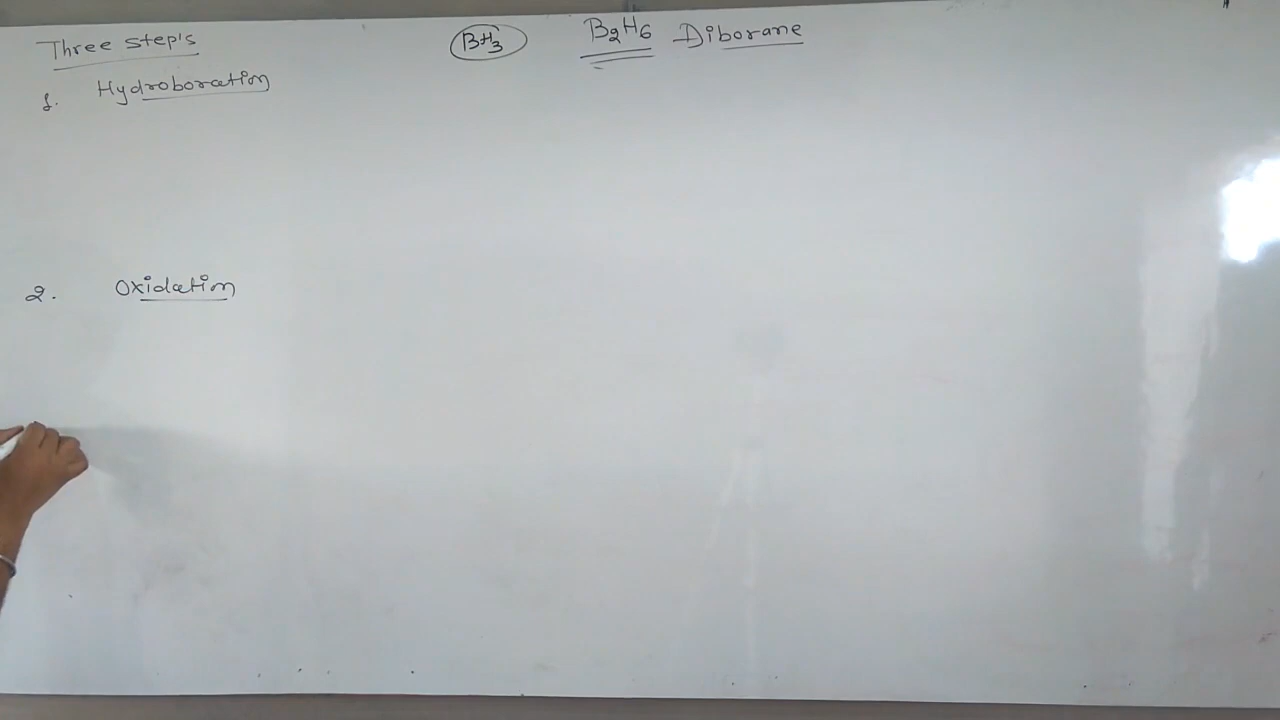 Three step's
BH3
B2H6 Diborane
1. Hydroboration
2. Oxidation